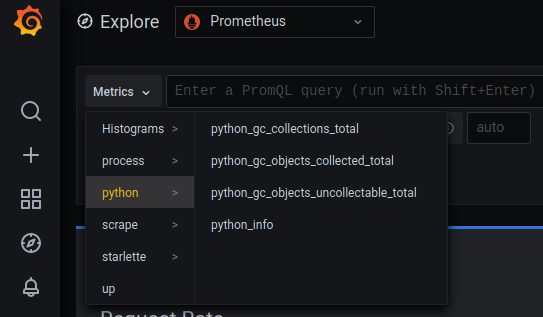 Explore
Prometheus
Metrics
Enter a PromQL query (run with Shift+Enter)
auto
Histograms >
process >
python >
scrape >
starlette >
up
python_gc_collections_total
python_gc_objects_collected_total
python_gc_objects_uncollectable_total
python_info
Request Rate